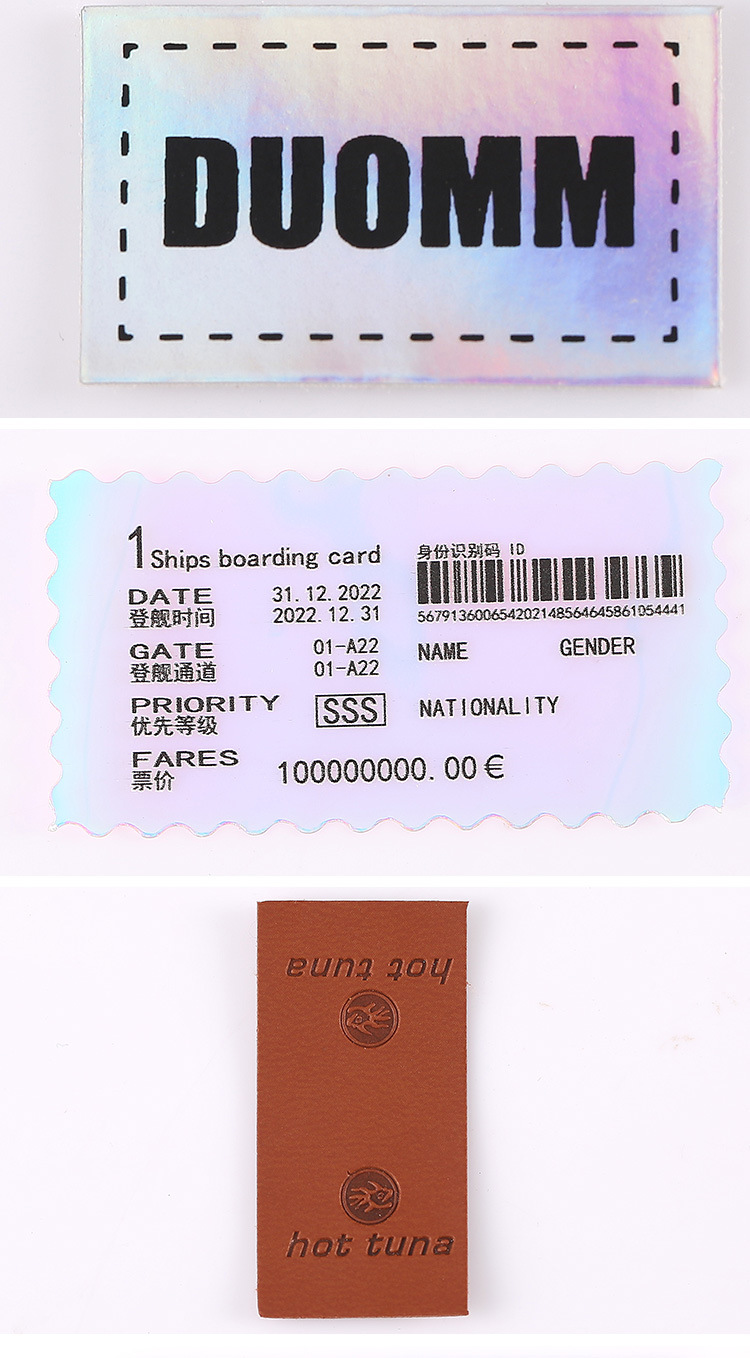 DUOMM
1 Ships boarding card
DATE 31.12.2022
登舰时间 2022.12.31
GATE 01-A22
登舰通道 01-A22
PRIORITY SSS
优先等级
FARES
票价 100000000.00€
身份识别码 ID
56791360065420214856464586105444​1
NAME GENDER
NATIONALITY
hot tuna
hot tuna